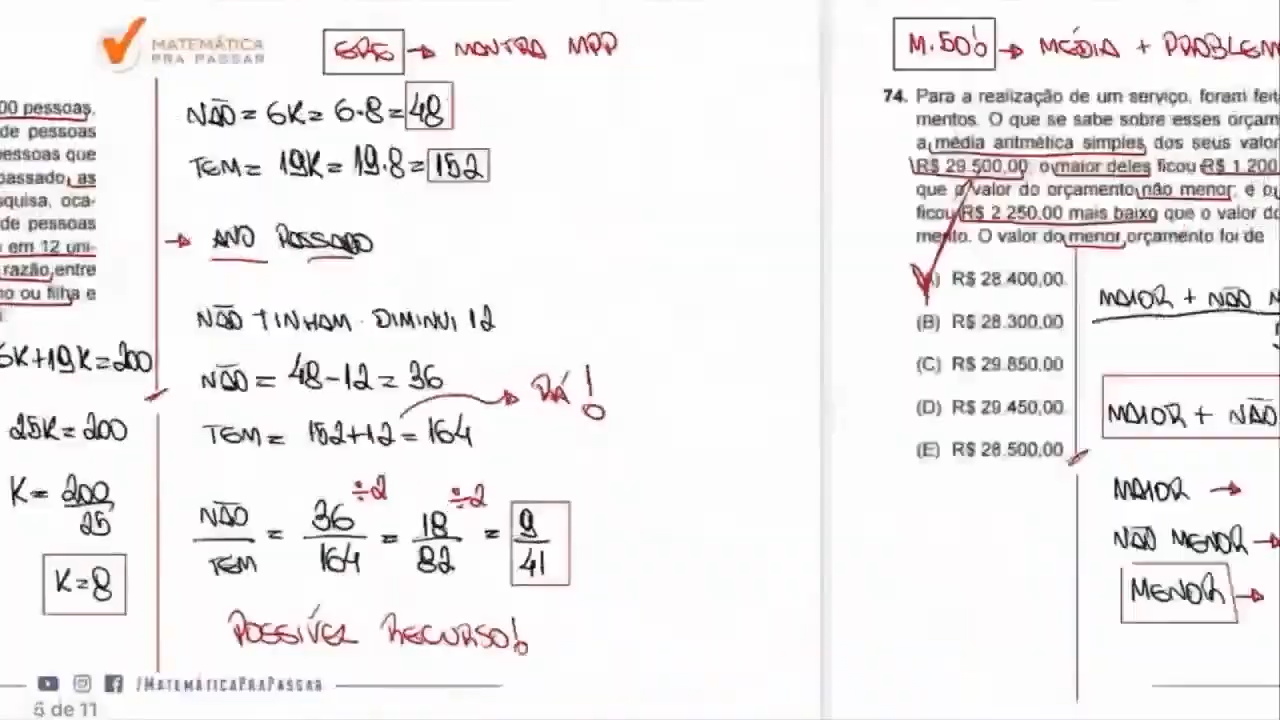 MATEMÁTICA
PRA PASSAR
→ MONTRA MPP
00 pessoas,
de pessoas
pessoas que
passado, as
squisa, oca-
de pessoas
em 12 uni-
razão entre
no ou filha e
6K+19K=200
25K=200
K= 200/25
K=8
NÃO = 6K = 6·8 = 48
TEM = 19K = 19·8 = 152
→ ANO PASSADO
NÃO TINHAM · DIMINUI 12
NÃO = 48-12 = 36
TEM = 152+12 = 164 → RÁ!
÷2 ÷2
NÃO/TEM = 36/164 = 18/82 = 9/41
POSSÍVEL RECURSO!
/MATEMÁTICAPRAPASSAR
6 de 11
M.50! → MÉDIA + PROBLEM
74. Para a realização de um serviço, foram feit
mentos. O que se sabe sobre esses orçam
a média aritmética simples dos seus valor
R$ 29.500,00, o maior deles ficou R$ 1.200
que o valor do orçamento não menor, e o
ficou R$ 2.250,00 mais baixo que o valor do
mento. O valor do menor orçamento foi de
(A) R$ 28.400,00.
(B) R$ 28.300,00
(C) R$ 29.850,00.
(D) R$ 29.450,00.
(E) R$ 28.500,00.
MAIOR + NÃO
MAIOR + NÃO
MAIOR →
NÃO MENOR →
MENOR →